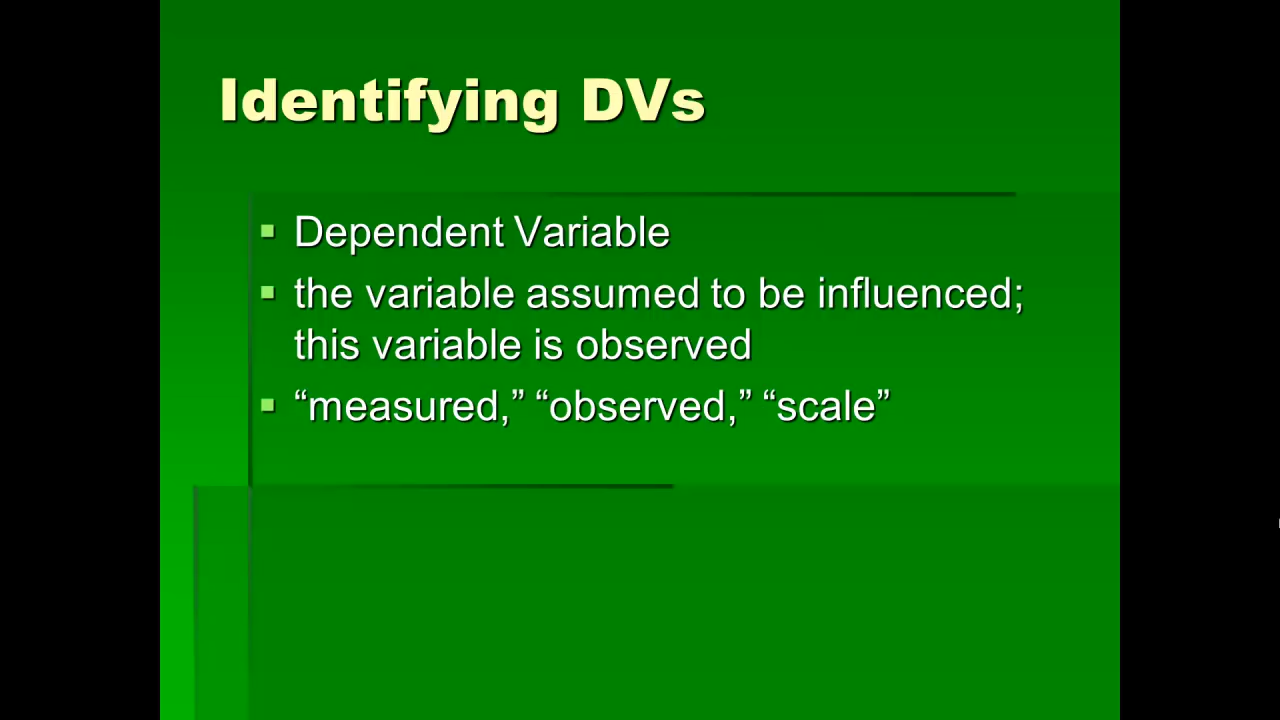 Identifying DVs
Dependent Variable
the variable assumed to be influenced;
this variable is observed
“measured,” “observed,” “scale”